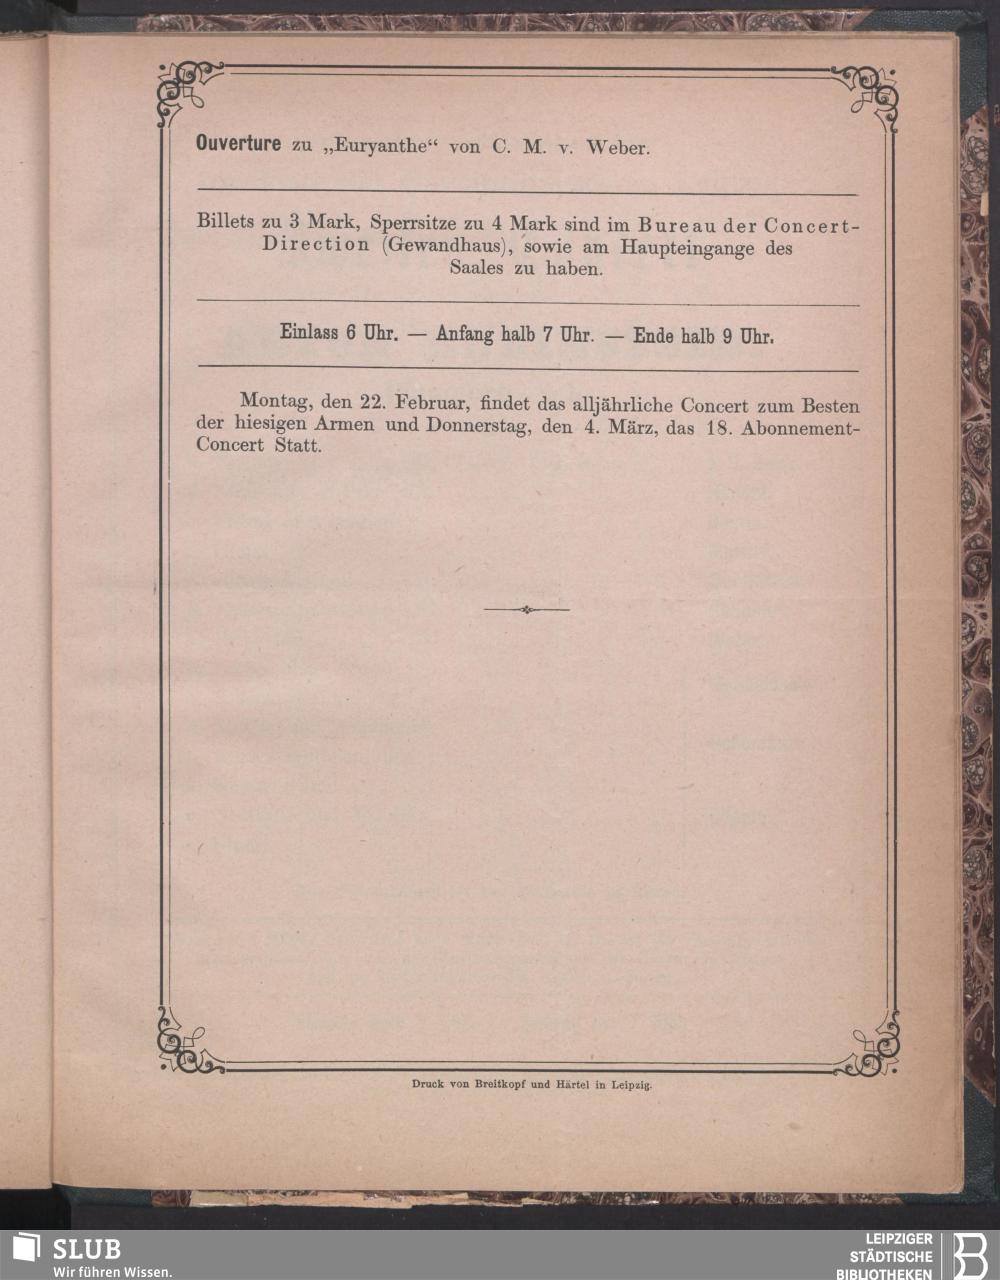 Ouverture zu „Euryanthe“ von C. M. v. Weber.
Billets zu 3 Mark, Sperrsitze zu 4 Mark sind im Bureau der Concert-
Direction (Gewandhaus), sowie am Haupteingange des
Saales zu haben.
Einlass 6 Uhr. — Anfang halb 7 Uhr. — Ende halb 9 Uhr.
Montag, den 22. Februar, findet das alljährliche Concert zum Besten
der hiesigen Armen und Donnerstag, den 4. März, das 18. Abonnement-
Concert Statt.
Druck von Breitkopf und Härtel in Leipzig.
SLUB
Wir führen Wissen.
LEIPZIGER
STÄDTISCHE
BIBLIOTHEKEN